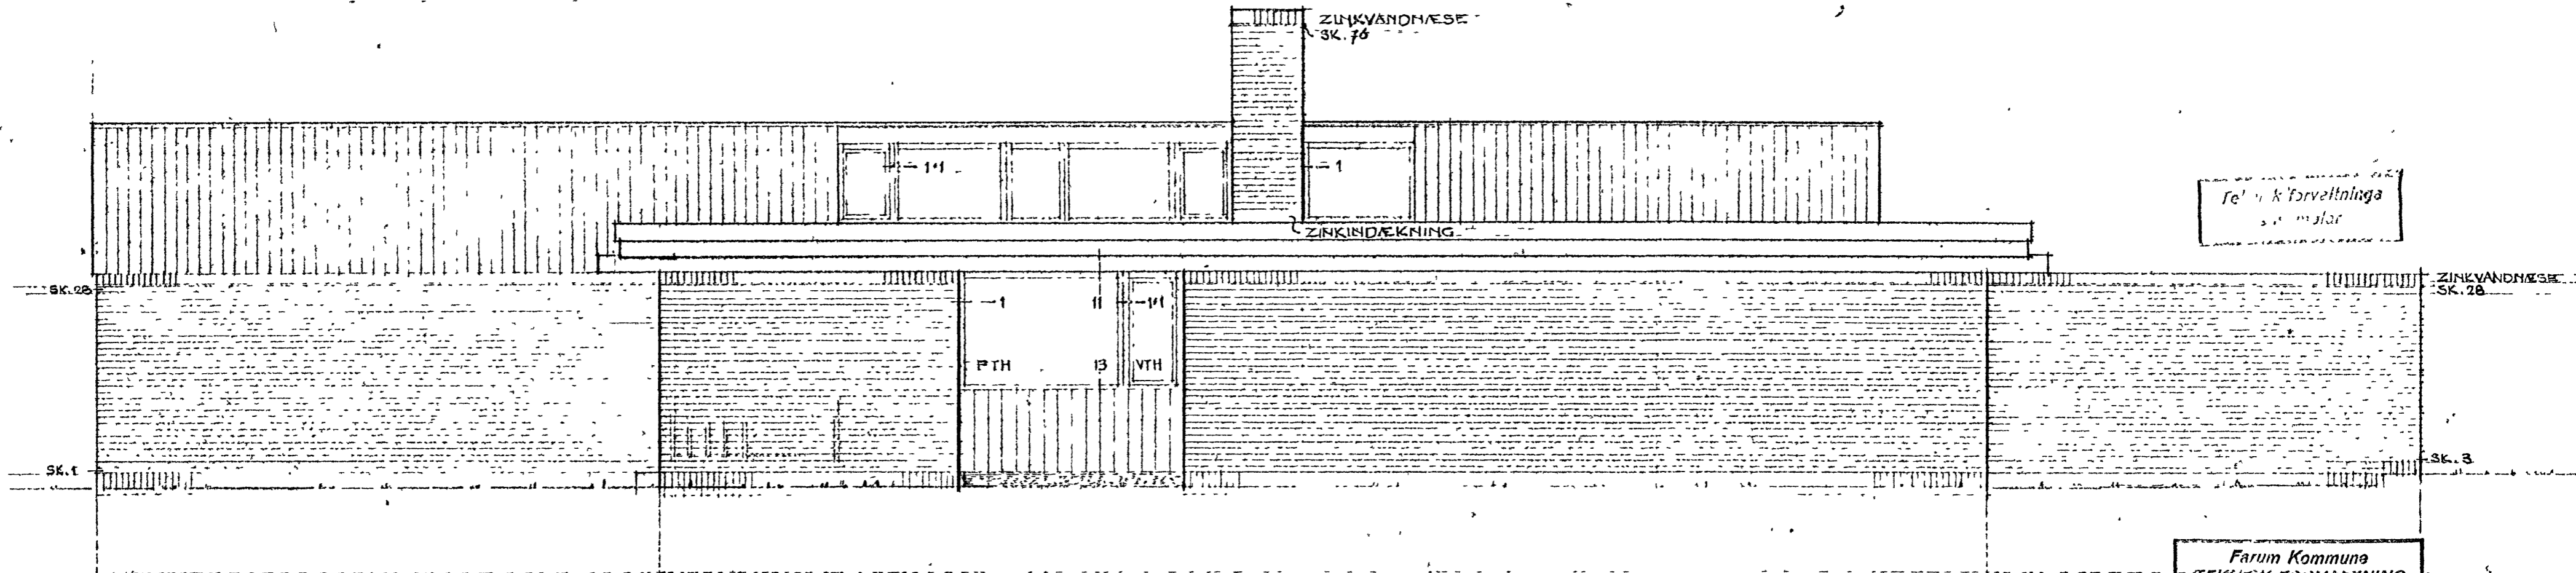 ZINKVANDNÆSE
SK. 76
1+1
1
ZINKINDÆKNING
SK. 28
ZINKVANDNÆSE
SK. 28
1
11
1+1
PTH
13
VTH
SK. 1
SK. 3
Farum Kommune